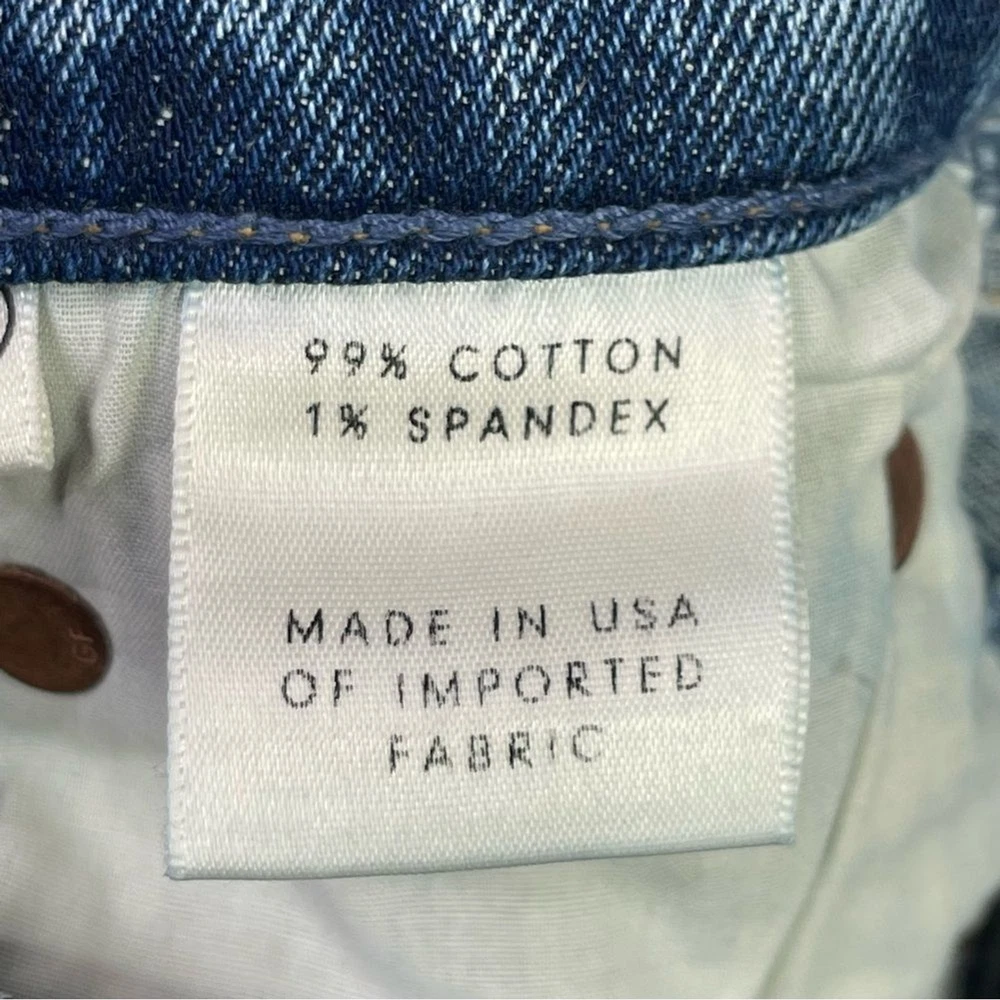 99% COTTON
1% SPANDEX
MADE IN USA
OF IMPORTED
FABRIC